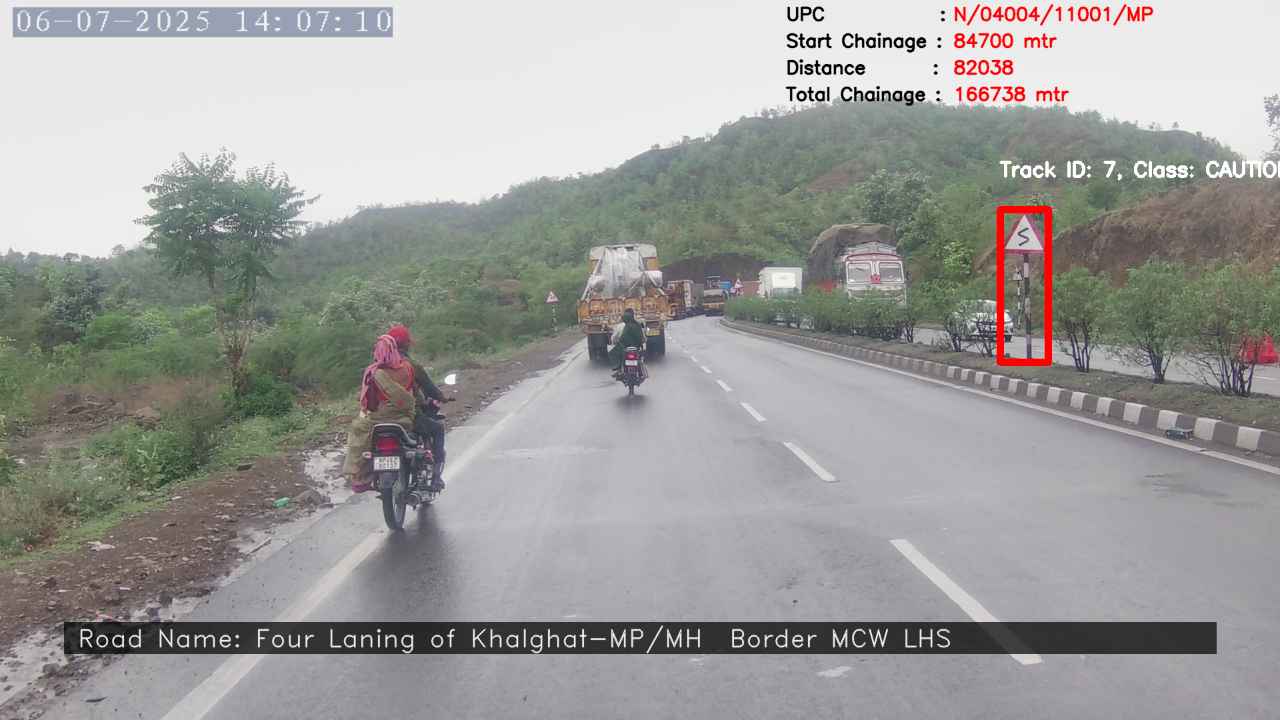 06-07-2025 14:07:10
UPC : N/04004/11001/MP
Start Chainage : 84700 mtr
Distance : 82038
Total Chainage : 166738 mtr
Track ID: 7, Class: CAUTIO
Road Name: Four Laning of Khalghat-MP/MH Border MCW LHS